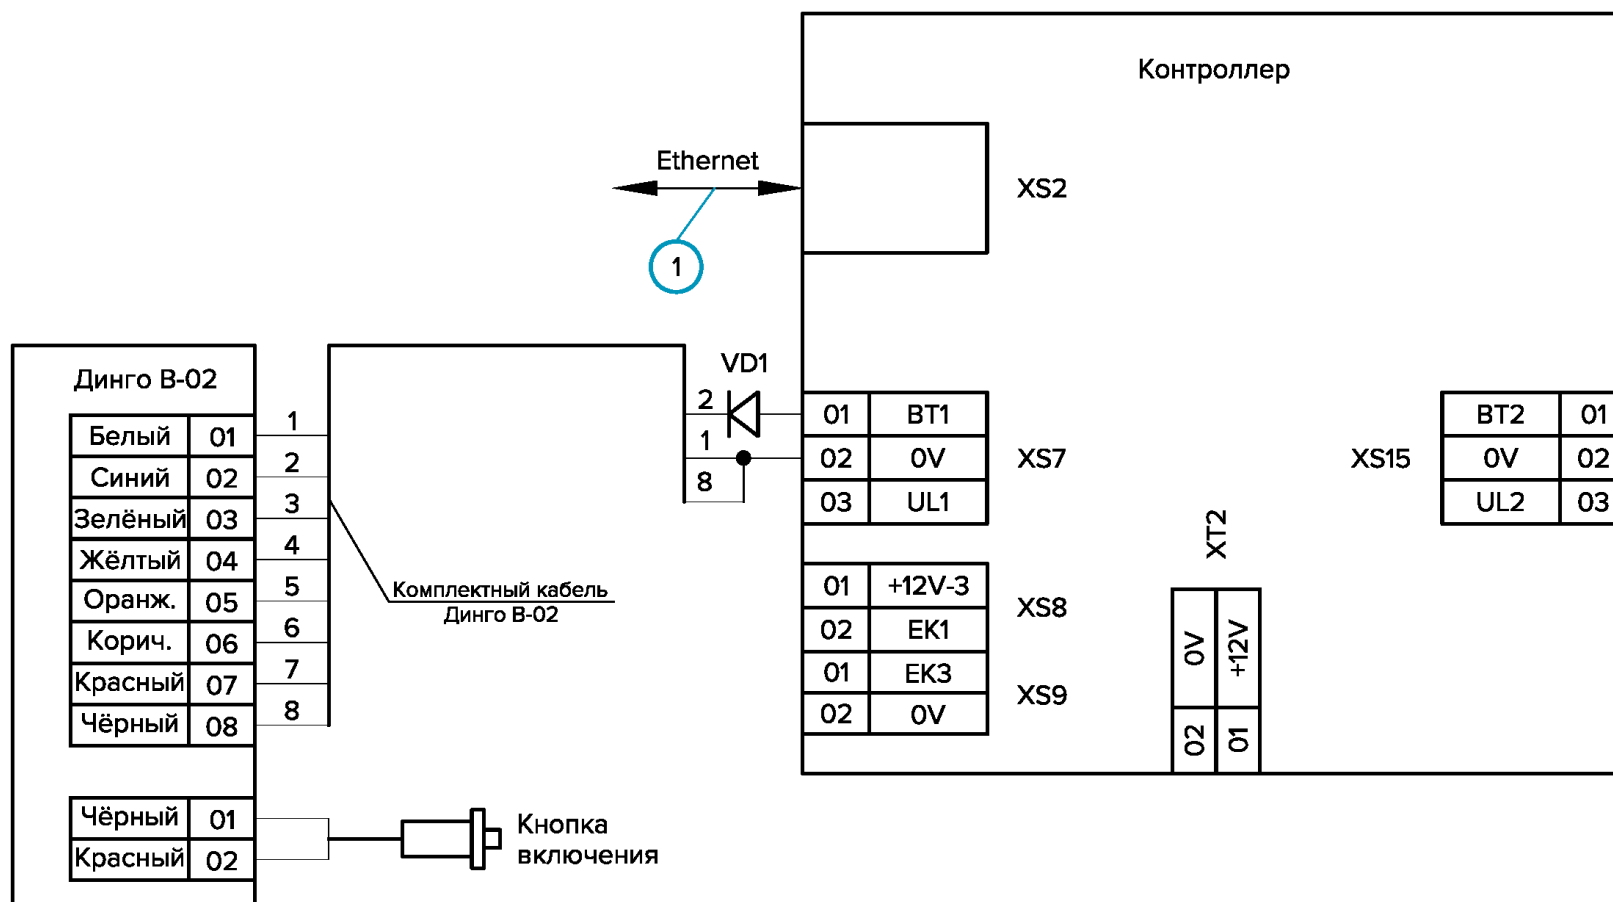 Контроллер
Ethernet
XS2
1
Динго В-02
Белый 01 1
Синий 02 2
Зелёный 03 3
Жёлтый 04 4
Оранж. 05 5
Корич. 06 6
Красный 07 7
Чёрный 08 8
Комплектный кабель
Динго В-02
VD1
2
1
8
01 BT1
02 0V
03 UL1
XS7
01 +12V-3
02 EK1
XS8
01 EK3
02 0V
XS9
XT2
0V +12V
02 01
XS15
BT2 01
0V 02
UL2 03
Чёрный 01
Красный 02
Кнопка
включения